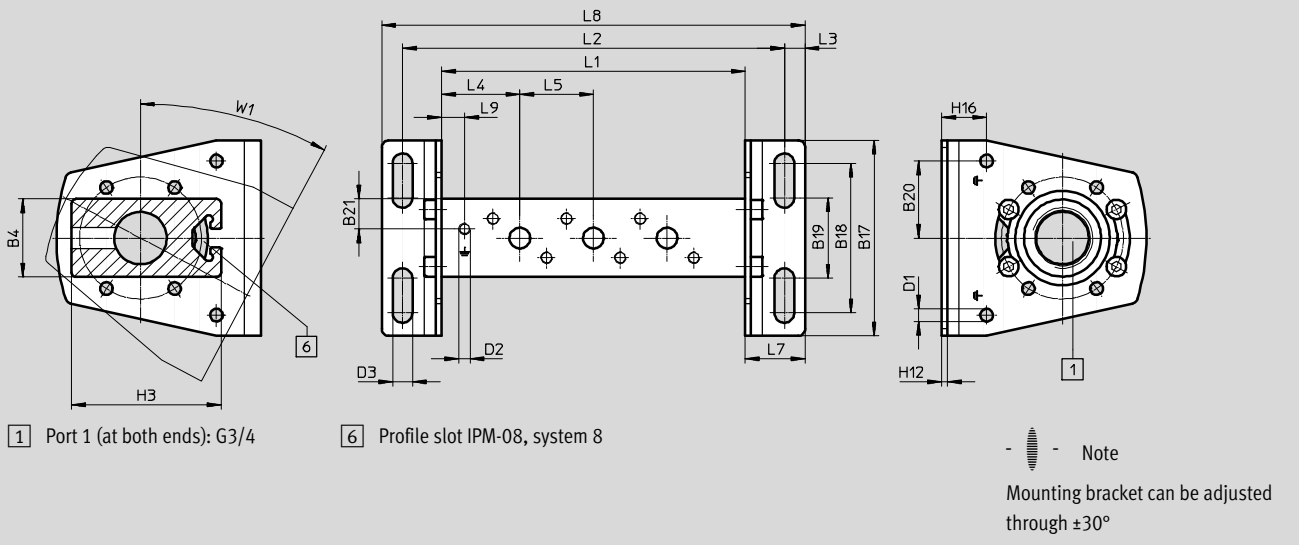 L8
L2
L3
L1
L4
L5
L9
W1
H16
B21
B4
B20
B19
B18
B17
D1
6
D2
L7
D3
H12
1
H3
1 Port 1 (at both ends): G3/4
6 Profile slot IPM-08, system 8
- - Note
Mounting bracket can be adjusted
through ±30°